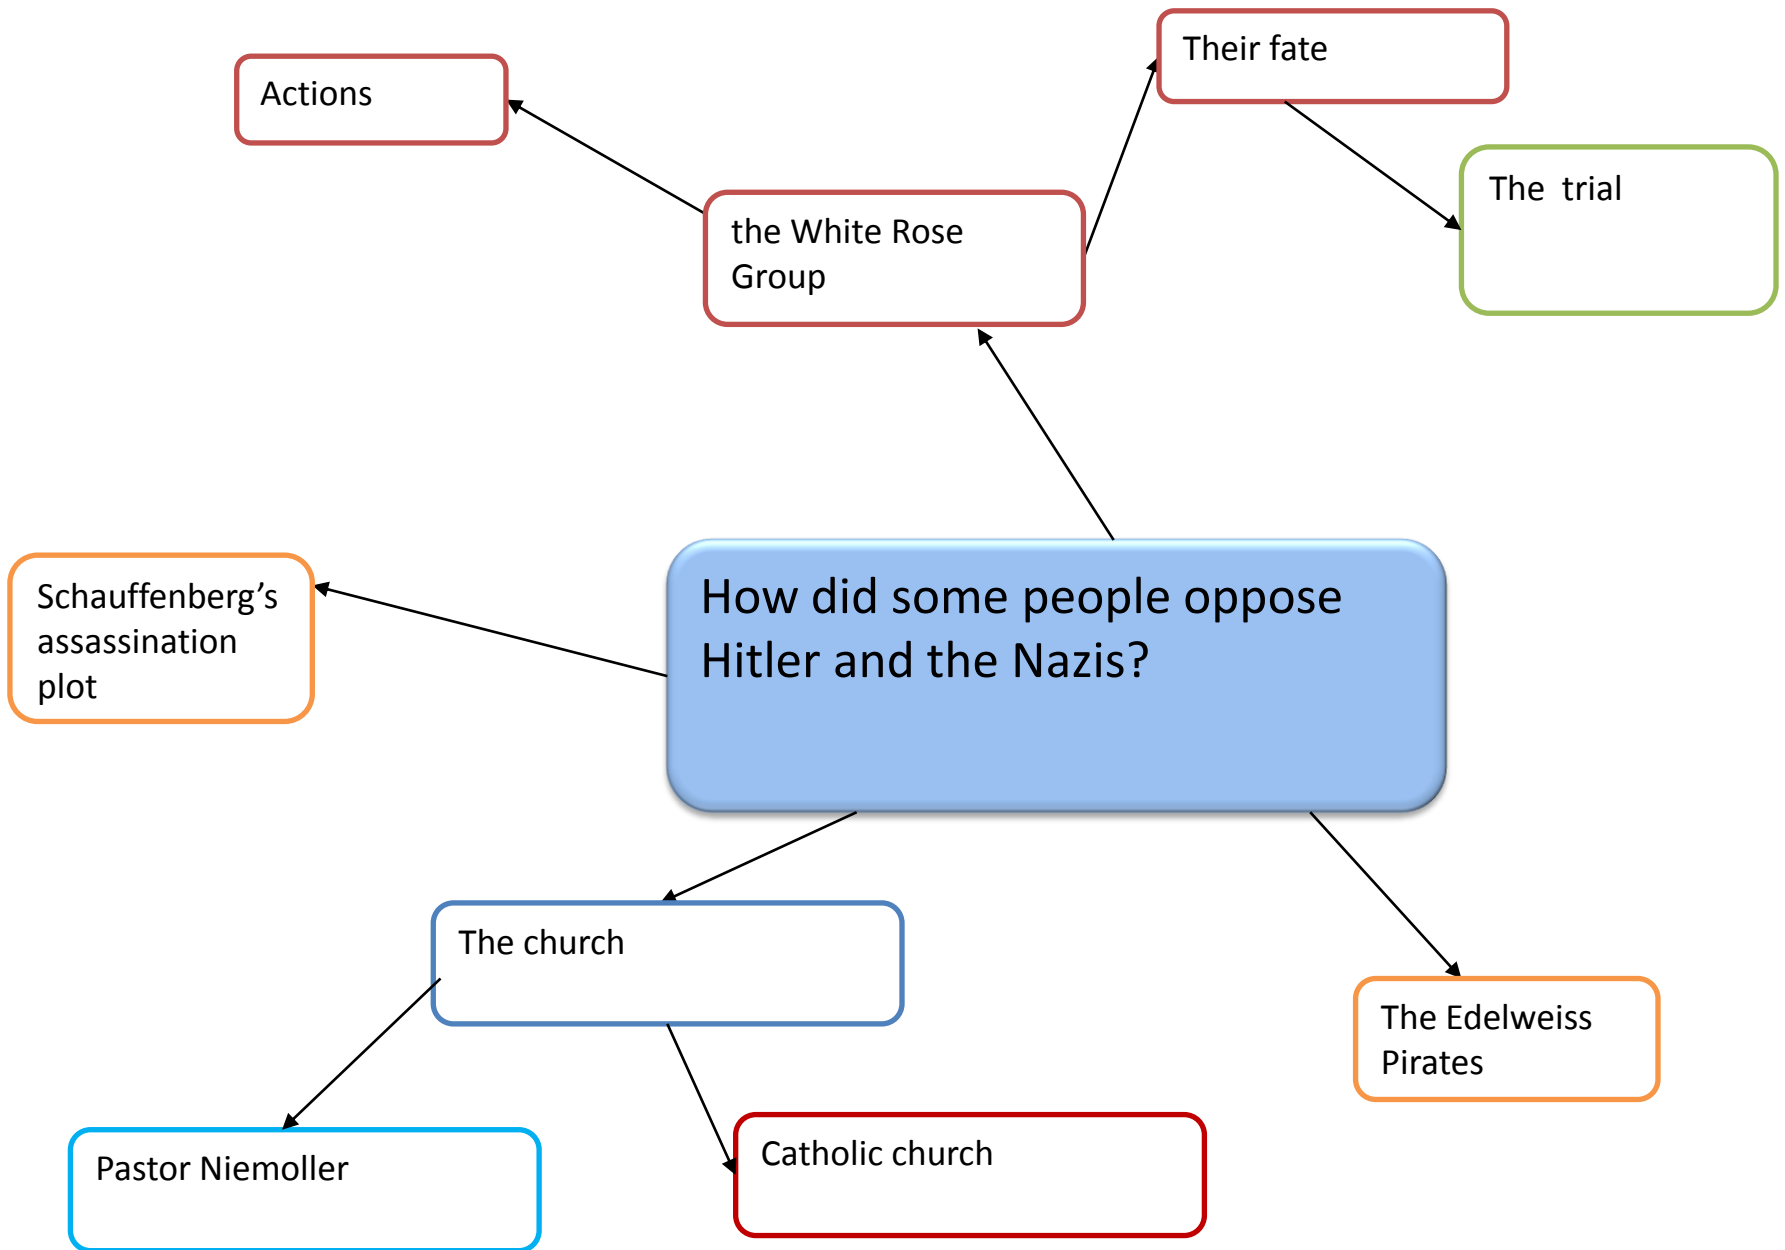 Their fate
Actions
The  trial
the White Rose
Group
How did some people oppose
Hitler and the Nazis?
Schauffenberg’s
assassination
plot
The church
The Edelweiss
Pirates
Pastor Niemoller
Catholic church